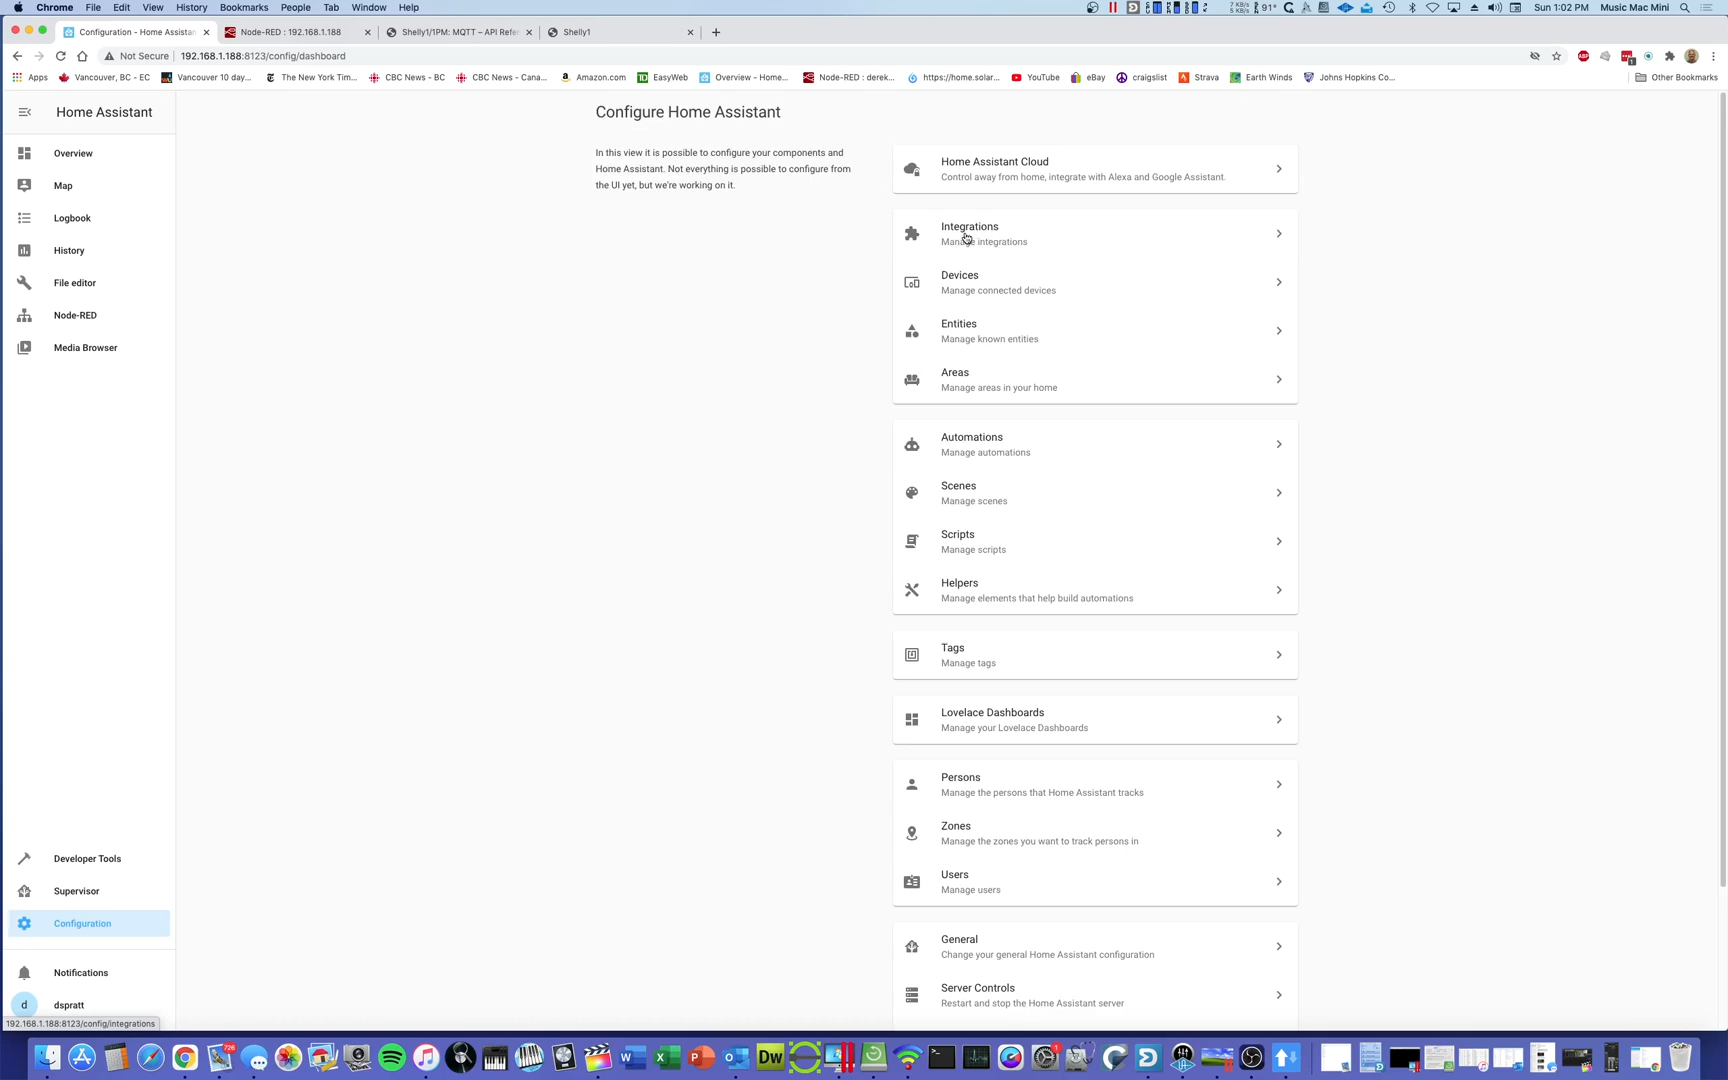 Chrome File Edit View History Bookmarks People Tab Window Help
7 KB/s
5 KB/s
91° Sun 1:02 PM Music Mac Mini
Configuration - Home Assistan
Node-RED : 192.168.1.188
Shelly1/1PM: MQTT – API Refe
Shelly1
Not Secure 192.168.1.188:8123/config/dashboard
Apps Vancouver, BC - EC Vancouver 10 day... The New York Tim... CBC News - BC CBC News - Cana... Amazon.com EasyWeb Overview - Home... Node-RED : derek... https://home.solar... YouTube eBay craigslist Strava Earth Winds Johns Hopkins Co... Other Bookmarks
Home Assistant
Overview
Map
Logbook
History
File editor
Node-RED
Media Browser
Developer Tools
Supervisor
Configuration
Notifications
d dspratt
192.168.1.188:8123/config/integrations
Configure Home Assistant
In this view it is possible to configure your components and
Home Assistant. Not everything is possible to configure from
the UI yet, but we're working on it.
Home Assistant Cloud
Control away from home, integrate with Alexa and Google Assistant.
Integrations
Manage integrations
Devices
Manage connected devices
Entities
Manage known entities
Areas
Manage areas in your home
Automations
Manage automations
Scenes
Manage scenes
Scripts
Manage scripts
Helpers
Manage elements that help build automations
Tags
Manage tags
Lovelace Dashboards
Manage your Lovelace Dashboards
Persons
Manage the persons that Home Assistant tracks
Zones
Manage the zones you want to track persons in
Users
Manage users
General
Change your general Home Assistant configuration
Server Controls
Restart and stop the Home Assistant server
726
Dw
1